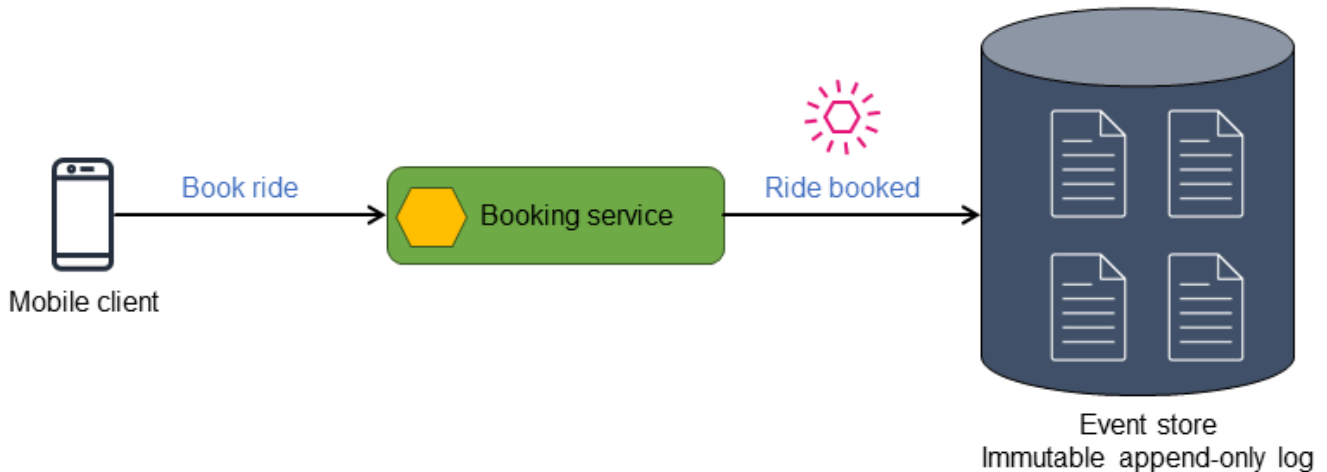 Book ride
Booking service
Ride booked
Mobile client
Event store
Immutable append-only log